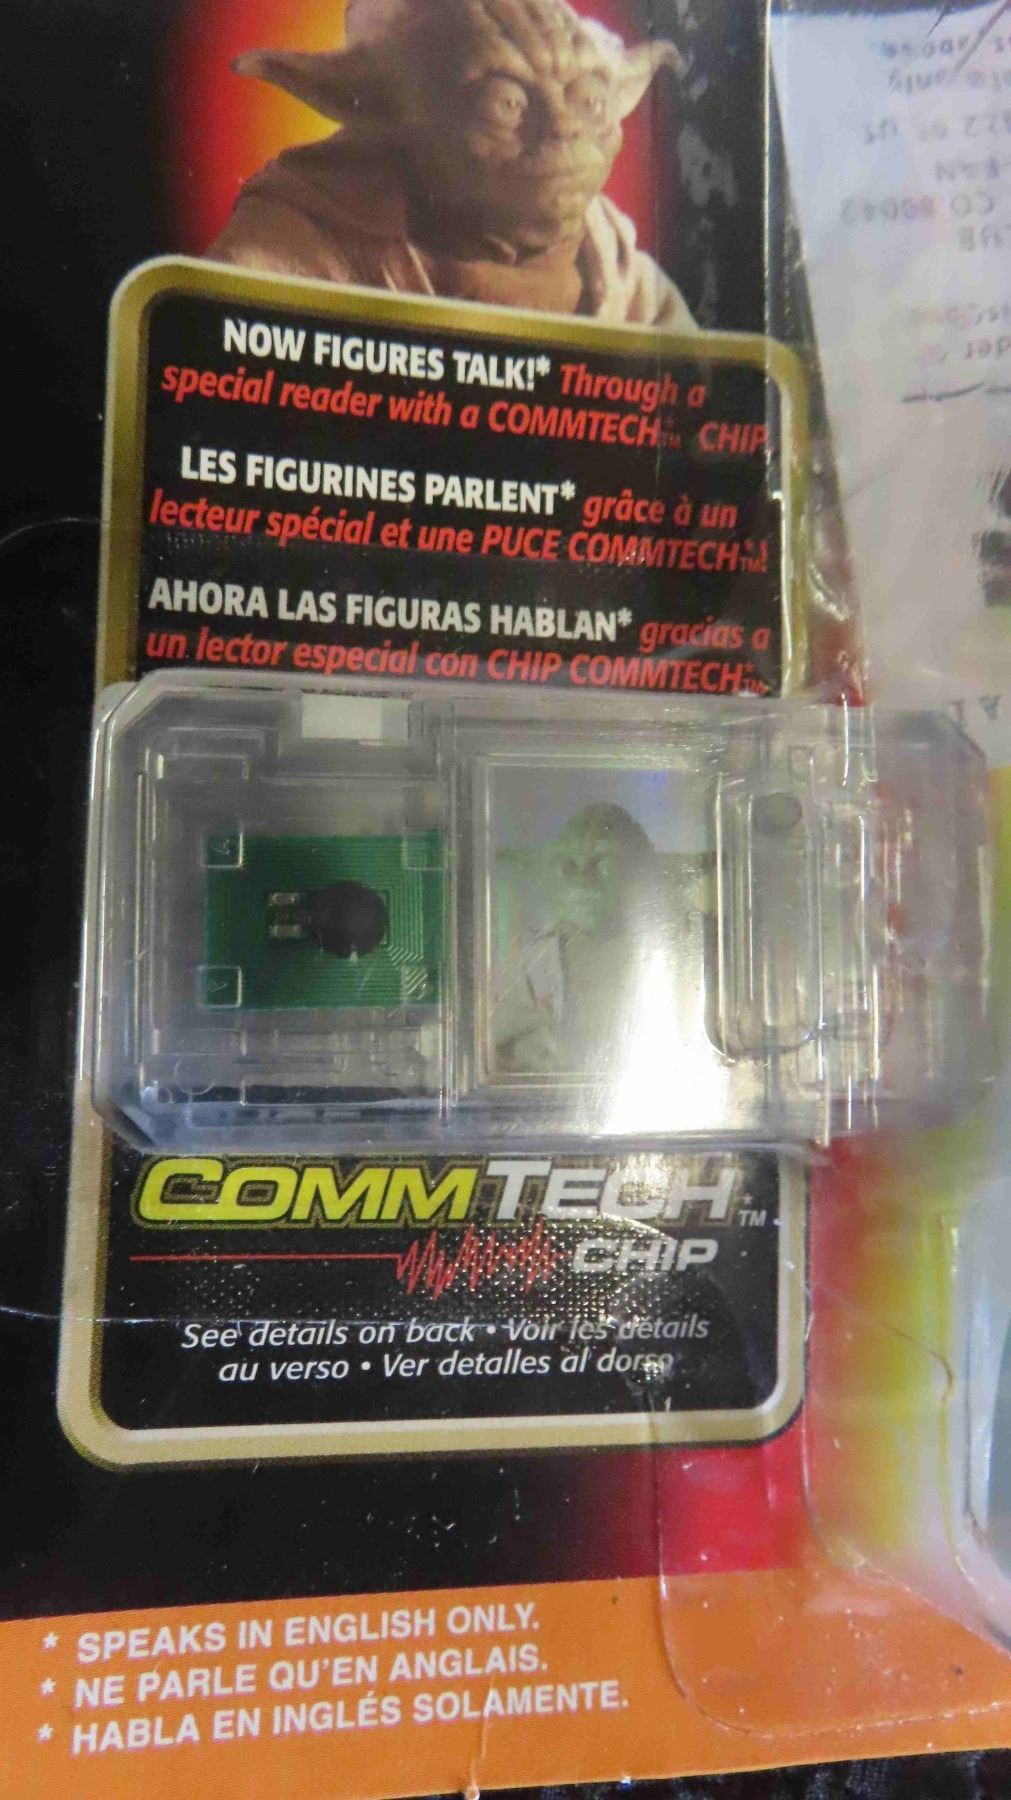 NOW FIGURES TALK!* Through a
special reader with a COMMTECH™ CHIP.
LES FIGURINES PARLENT* grâce à un
lecteur spécial et une PUCE COMMTECH™!
AHORA LAS FIGURAS HABLAN* gracias a
un lector especial con CHIP COMMTECH™.
COMMTECH™
CHIP
See details on back • Voir les détails
au verso • Ver detalles al dorso
* SPEAKS IN ENGLISH ONLY.
* NE PARLE QU'EN ANGLAIS.
* HABLA EN INGLÉS SOLAMENTE.